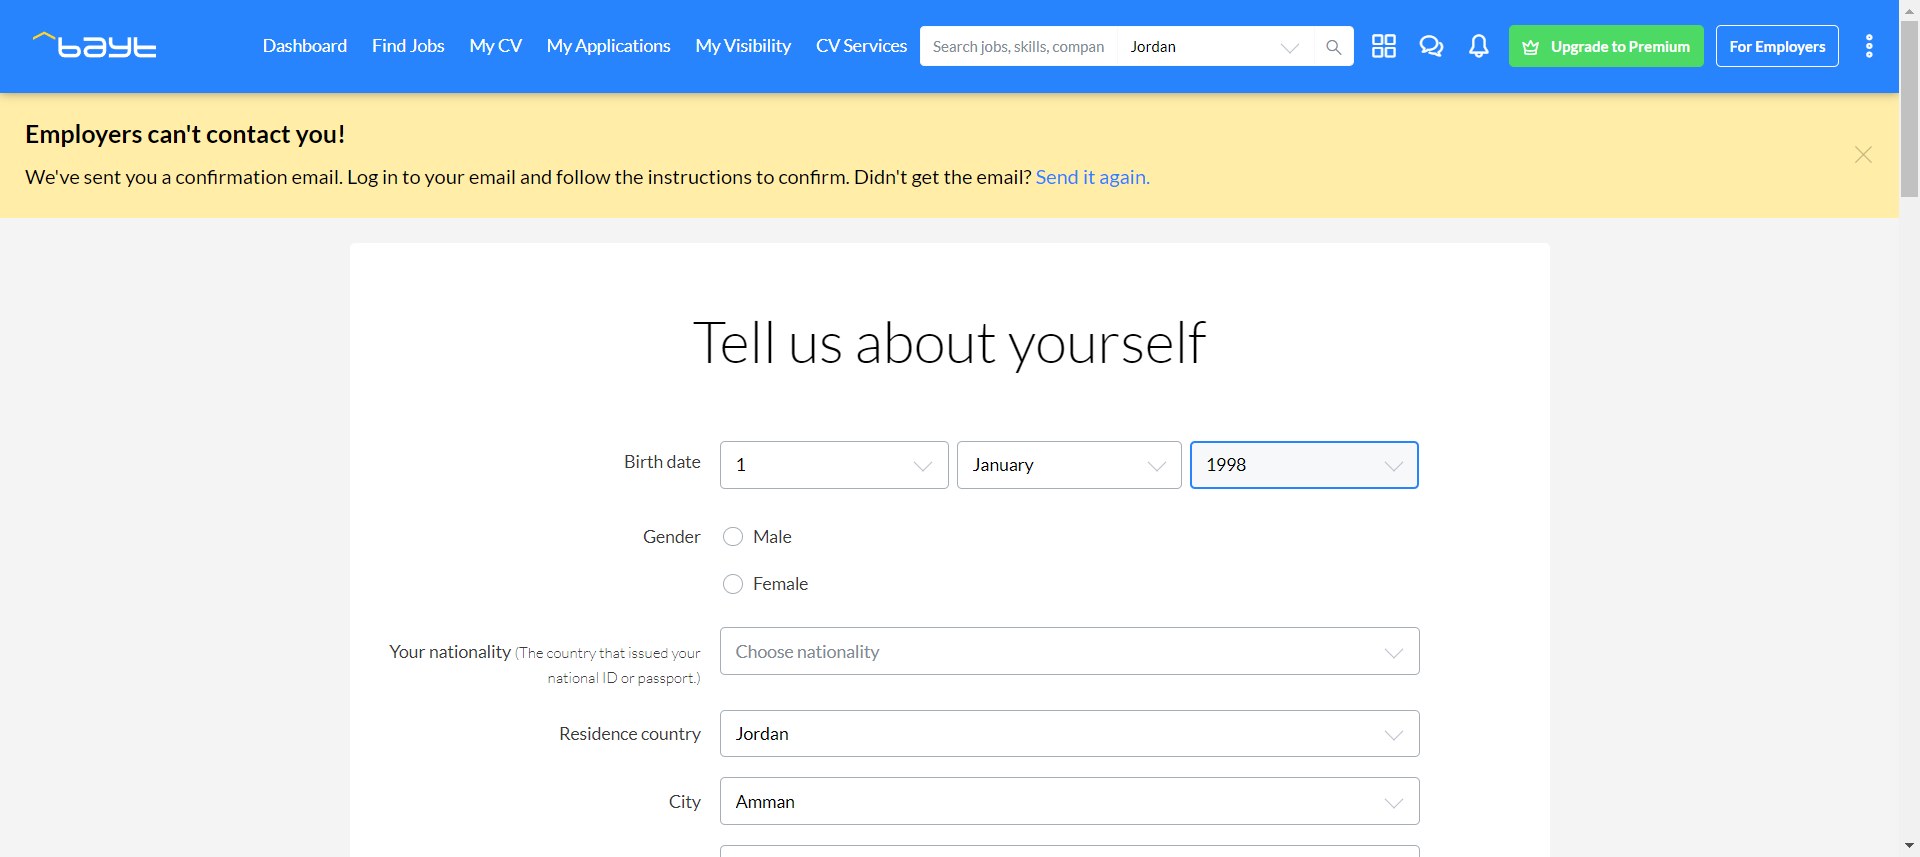 bayt
Dashboard Find Jobs My CV My Applications My Visibility CV Services Search jobs, skills, compan Jordan Upgrade to Premium For Employers
Employers can't contact you!
We've sent you a confirmation email. Log in to your email and follow the instructions to confirm. Didn't get the email? Send it again.
Tell us about yourself
Birth date 1 January 1998
Gender Male
Female
Your nationality (The country that issued your Choose nationality
national ID or passport.)
Residence country Jordan
City Amman